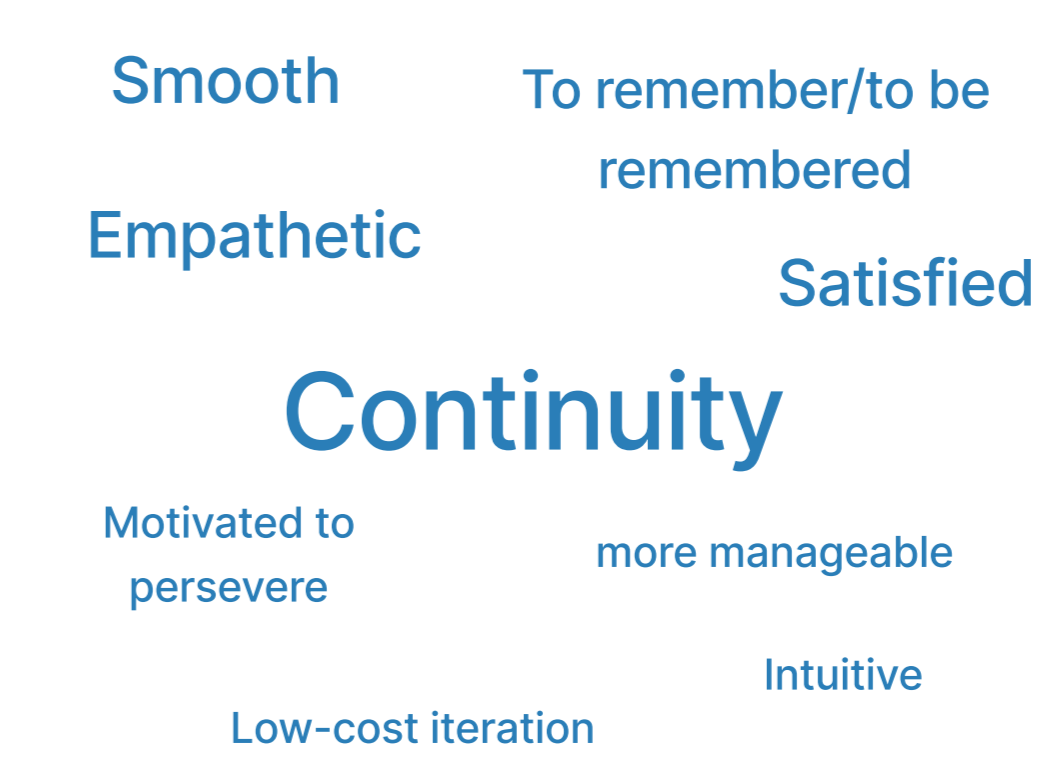 Smooth
To remember/to be
remembered
Empathetic
Satisfied
Continuity
Motivated to
persevere
more manageable
Intuitive
Low-cost iteration